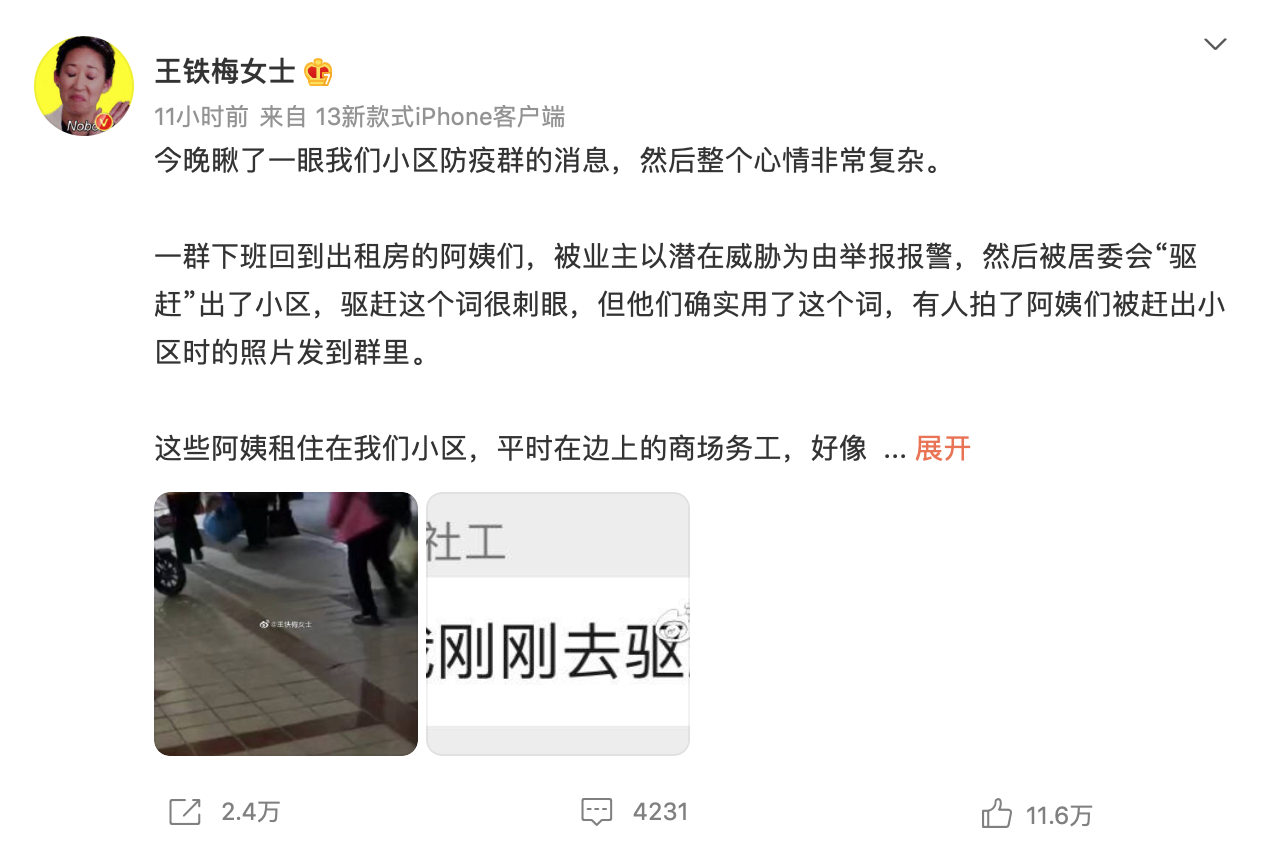 王铁梅女士
11小时前 来自 13新款式iPhone客户端
今晚瞅了一眼我们小区防疫群的消息，然后整个心情非常复杂。
一群下班回到出租房的阿姨们，被业主以潜在威胁为由举报报警，然后被居委会“驱
赶”出了小区，驱赶这个词很刺眼，但他们确实用了这个词，有人拍了阿姨们被赶出小
区时的照片发到群里。
这些阿姨租住在我们小区，平时在边上的商场务工，好像 ... 展开
@王铁梅女士
社工
刚刚去驱
2.4万
4231
11.6万